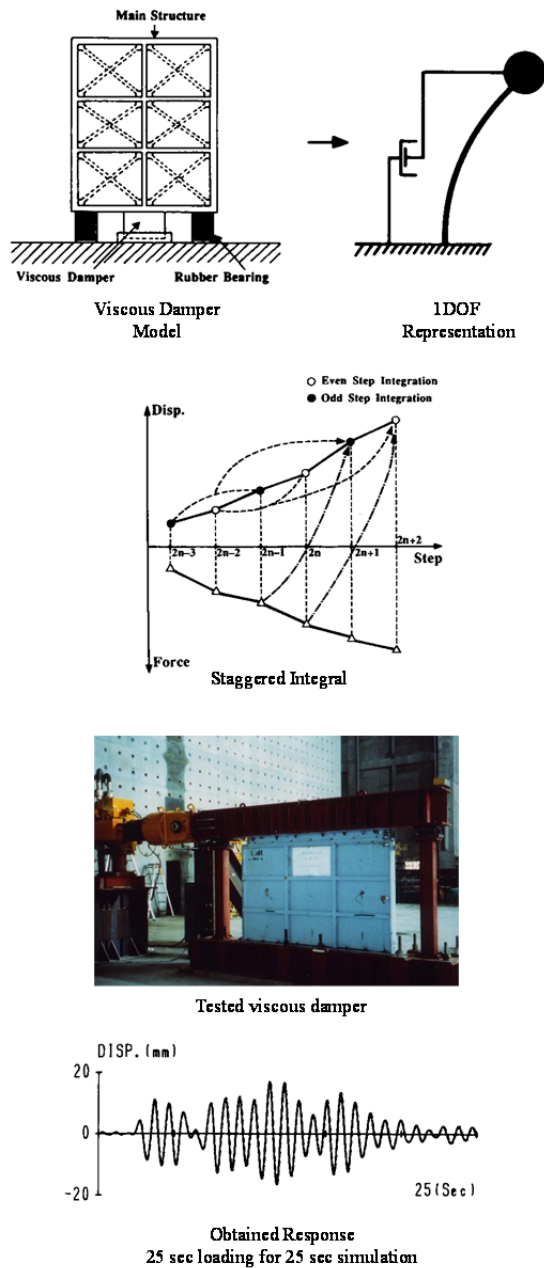 Main Structure
Viscous Damper
Rubber Bearing
Viscous Damper
Model
1DOF
Representation
Even Step Integration
Odd Step Integration
Disp.
2n-3
2n-2
2n-1
2n
2n+1
2n+2
Step
Force
Staggered Integral
Tested viscous damper
DISP.(mm)
20
0
-20
25(Sec)
Obtained Response
25 sec loading for 25 sec simulation